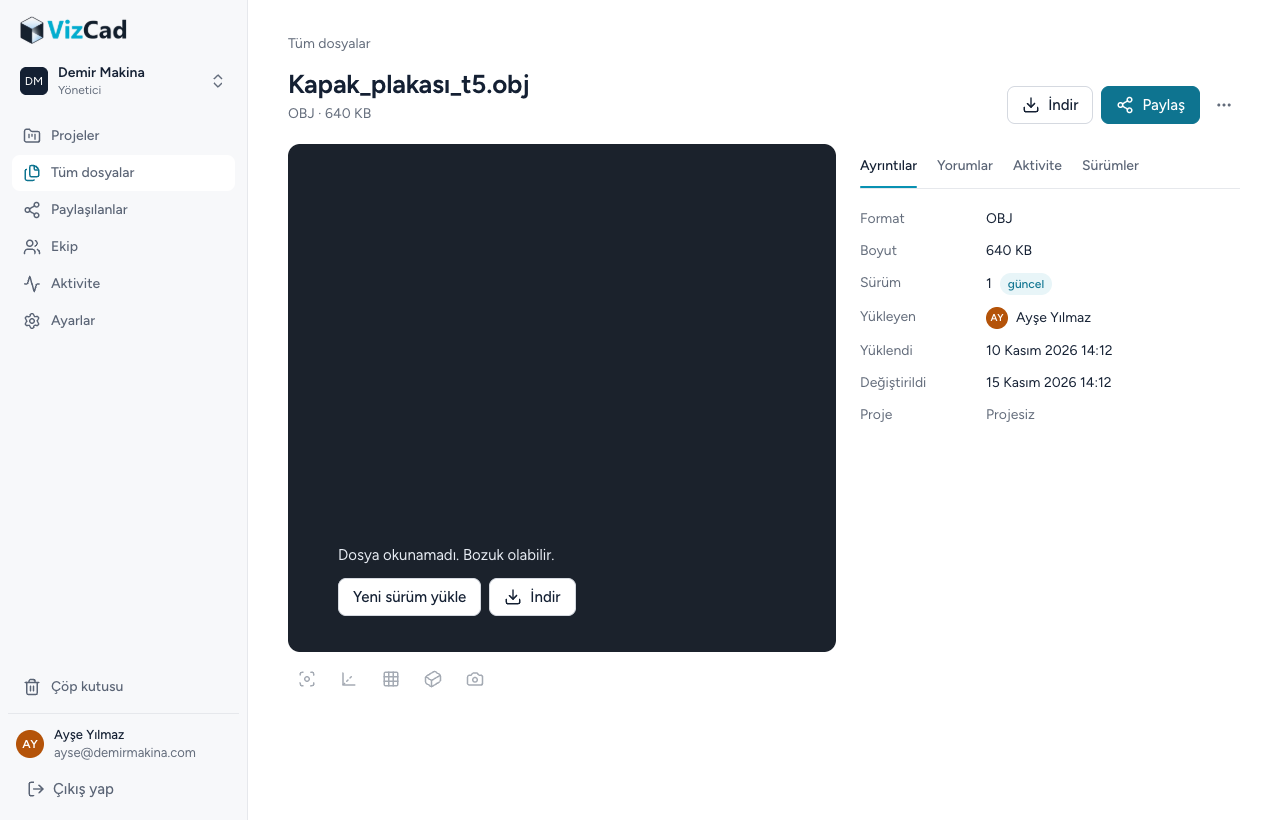 VizCad
DM
Demir Makina
Yönetici
Projeler
Tüm dosyalar
Paylaşılanlar
Ekip
Aktivite
Ayarlar
Çöp kutusu
AY
Ayşe Yılmaz
ayse@demirmakina.com
Çıkış yap
Tüm dosyalar
Kapak_plakası_t5.obj
OBJ · 640 KB
İndir
Paylaş
Dosya okunamadı. Bozuk olabilir.
Yeni sürüm yükle
İndir
Ayrıntılar
Yorumlar
Aktivite
Sürümler
Format OBJ
Boyut 640 KB
Sürüm 1 güncel
Yükleyen AY Ayşe Yılmaz
Yüklendi 10 Kasım 2026 14:12
Değiştirildi 15 Kasım 2026 14:12
Proje Projesiz